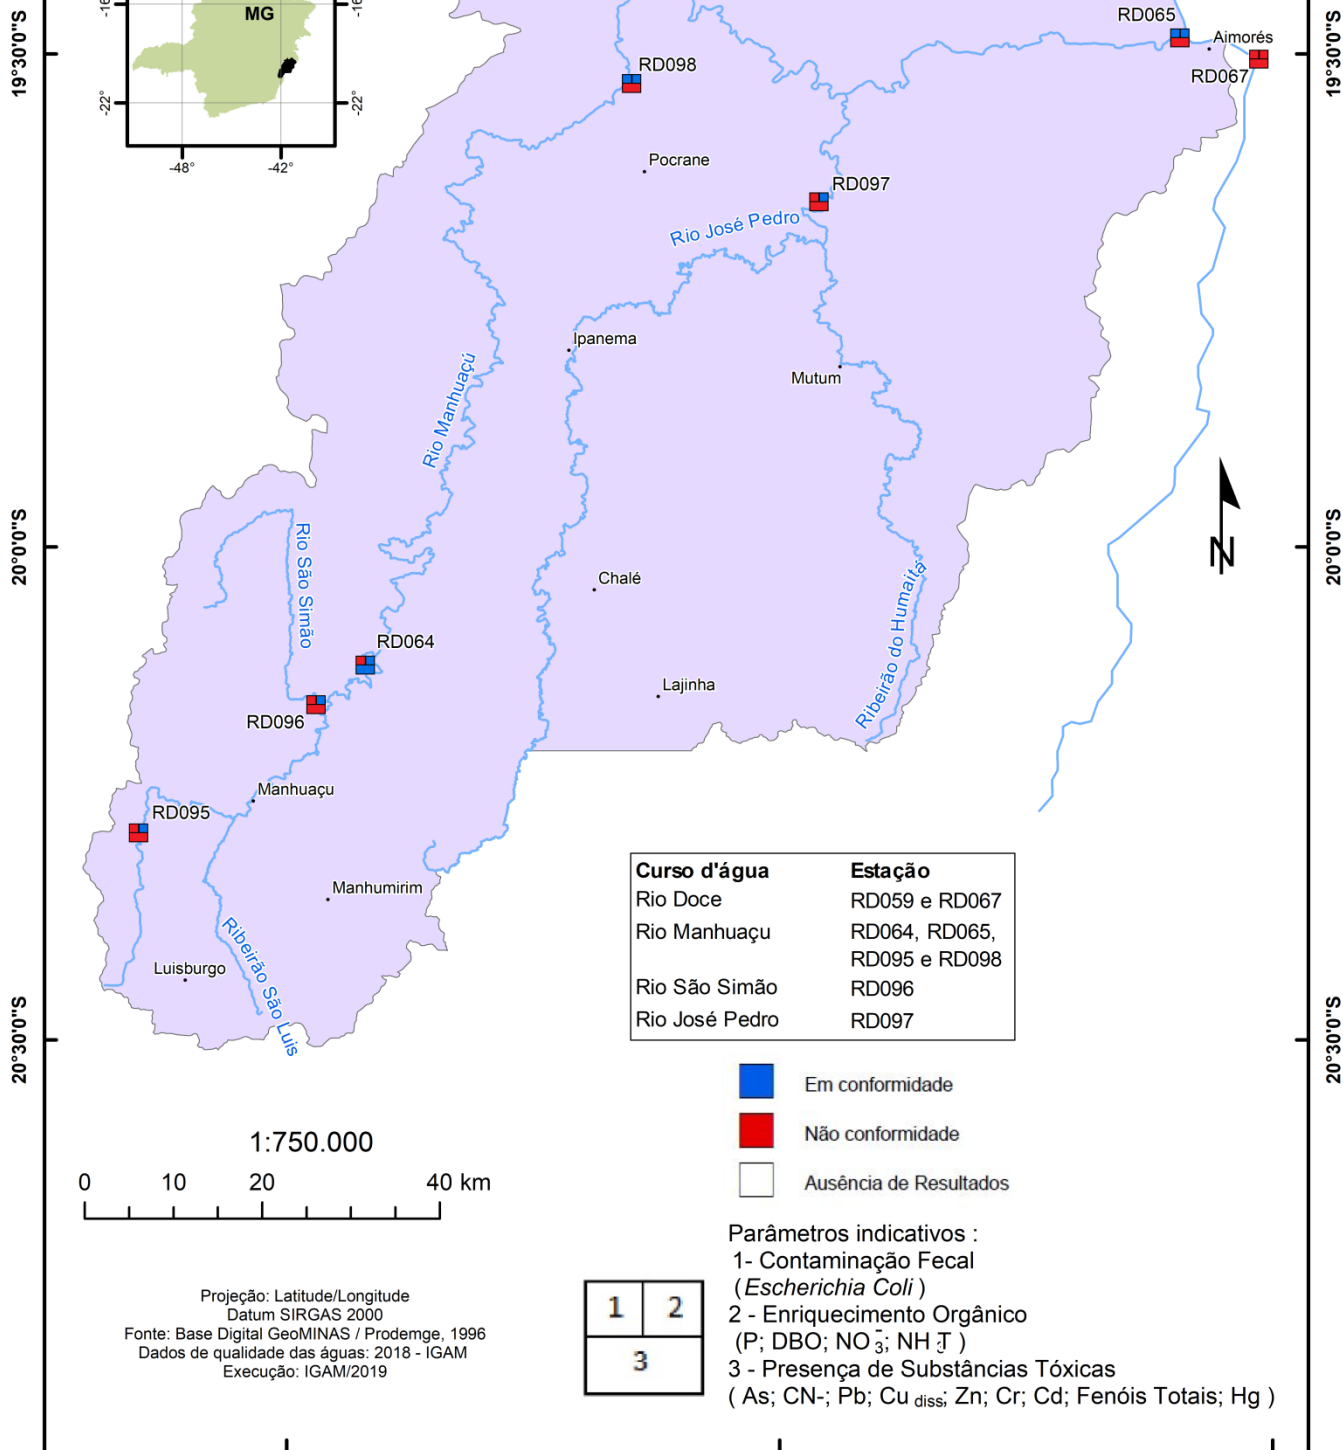 -16°
MG
-16°
-22°
-22°
-48°
-42°
19°30'0"S
19°30'0"S
RD065
Aimorés
RD067
RD098
Pocrane
RD097
Rio José Pedro
Ipanema
Mutum
Rio Manhuaçú
20°0'0"S
20°0'0"S
Rio São Simão
Chalé
Ribeirão do Humaitá
RD064
Lajinha
RD096
Manhuaçu
RD095
Manhumirim
Luisburgo
Ribeirão São Luis
20°30'0"S
20°30'0"S
Curso d'água Estação
Rio Doce RD059 e RD067
Rio Manhuaçu RD064, RD065,
RD095 e RD098
Rio São Simão RD096
Rio José Pedro RD097
Em conformidade
Não conformidade
Ausência de Resultados
1:750.000
0 10 20 40 km
Projeção: Latitude/Longitude
Datum SIRGAS 2000
Fonte: Base Digital GeoMINAS / Prodemge, 1996
Dados de qualidade das águas: 2018 - IGAM
Execução: IGAM/2019
1 2
3
Parâmetros indicativos :
1- Contaminação Fecal
(Escherichia Coli )
2 - Enriquecimento Orgânico
(P; DBO; NO3-; NH3T )
3 - Presença de Substâncias Tóxicas
( As; CN-; Pb; Cu diss; Zn; Cr; Cd; Fenóis Totais; Hg )
N